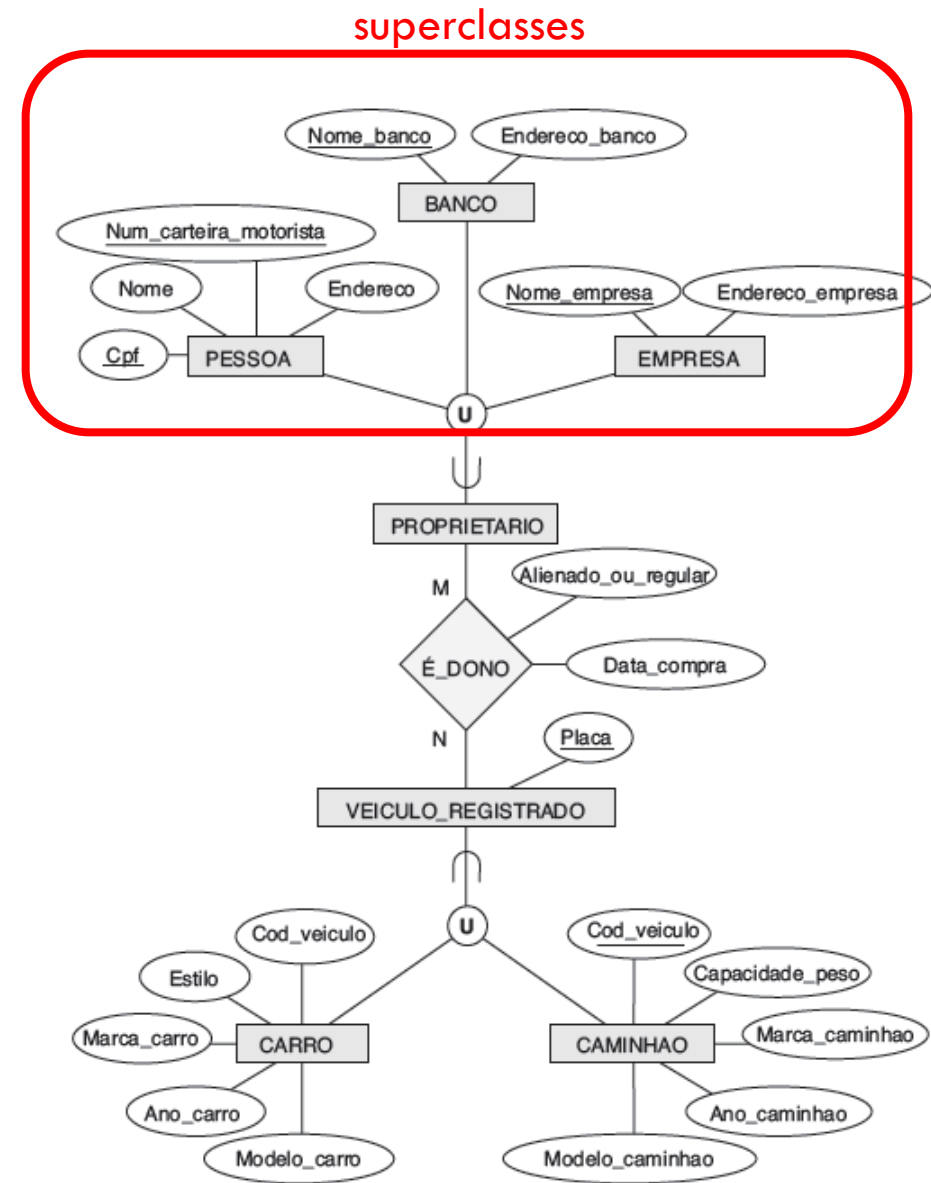 superclasses
Nome_banco
Endereco_banco
BANCO
Num_carteira_motorista
Nome
Endereco
Nome_empresa
Endereco_empresa
Cpf
PESSOA
EMPRESA
U
PROPRIETARIO
M
Alienado_ou_regular
É_DONO
Data_compra
N
Placa
VEICULO_REGISTRADO
U
Cod_veiculo
Cod_veiculo
Estilo
Capacidade_peso
Marca_carro
CARRO
CAMINHAO
Marca_caminhao
Ano_carro
Ano_caminhao
Modelo_carro
Modelo_caminhao